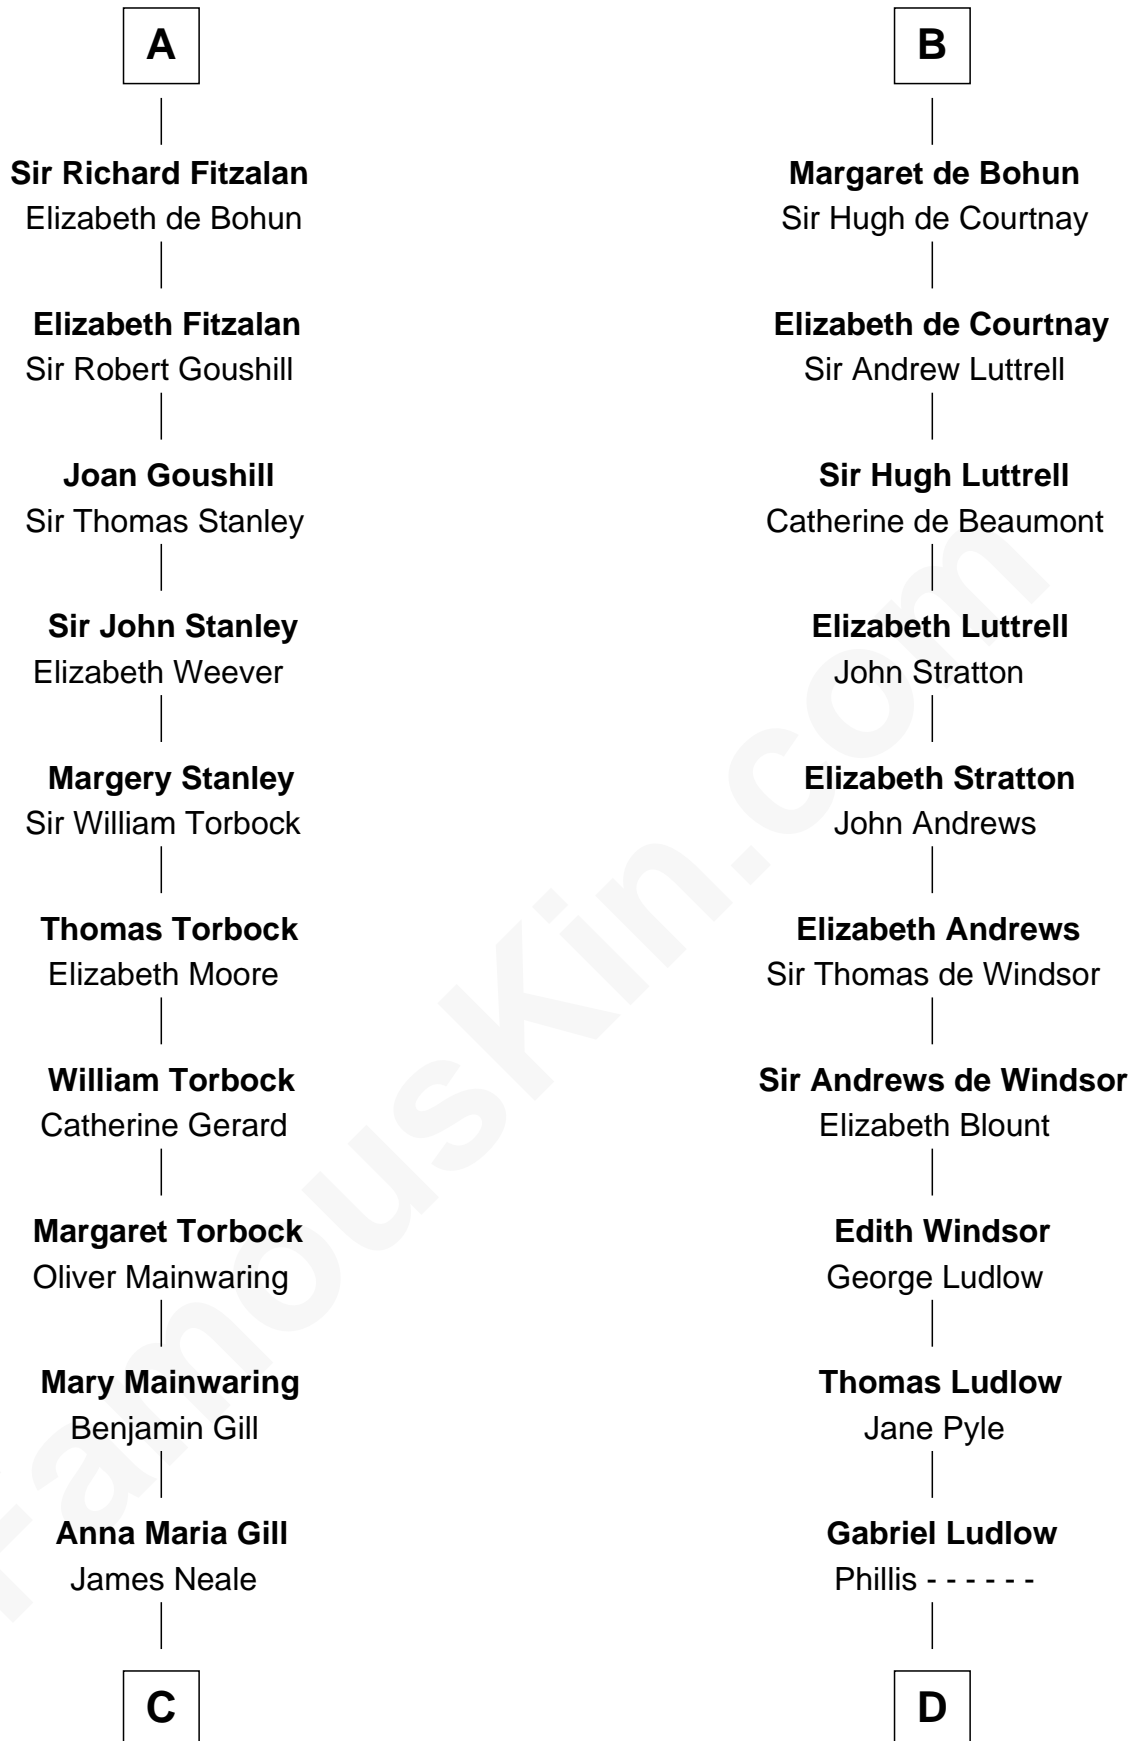 A
Sir Richard Fitzalan
Elizabeth de Bohun
Elizabeth Fitzalan
Sir Robert Goushill
Joan Goushill
Sir Thomas Stanley
Sir John Stanley
Elizabeth Weever
Margery Stanley
Sir William Torbock
Thomas Torbock
Elizabeth Moore
William Torbock
Catherine Gerard
Margaret Torbock
Oliver Mainwaring
Mary Mainwaring
Benjamin Gill
Anna Maria Gill
James Neale
C
B
Margaret de Bohun
Sir Hugh de Courtnay
Elizabeth de Courtnay
Sir Andrew Luttrell
Sir Hugh Luttrell
Catherine de Beaumont
Elizabeth Luttrell
John Stratton
Elizabeth Stratton
John Andrews
Elizabeth Andrews
Sir Thomas de Windsor
Sir Andrews de Windsor
Elizabeth Blount
Edith Windsor
George Ludlow
Thomas Ludlow
Jane Pyle
Gabriel Ludlow
Phillis - - - - - -
D
FamousKin.com